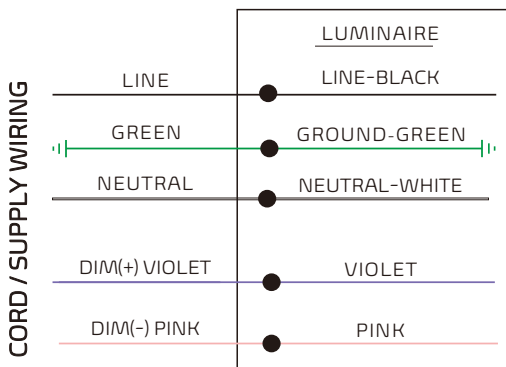 LUMINAIRE
LINE
LINE-BLACK
GREEN
GROUND-GREEN
NEUTRAL
NEUTRAL-WHITE
DIM(+) VIOLET
VIOLET
DIM(-) PINK
PINK
CORD / SUPPLY WIRING